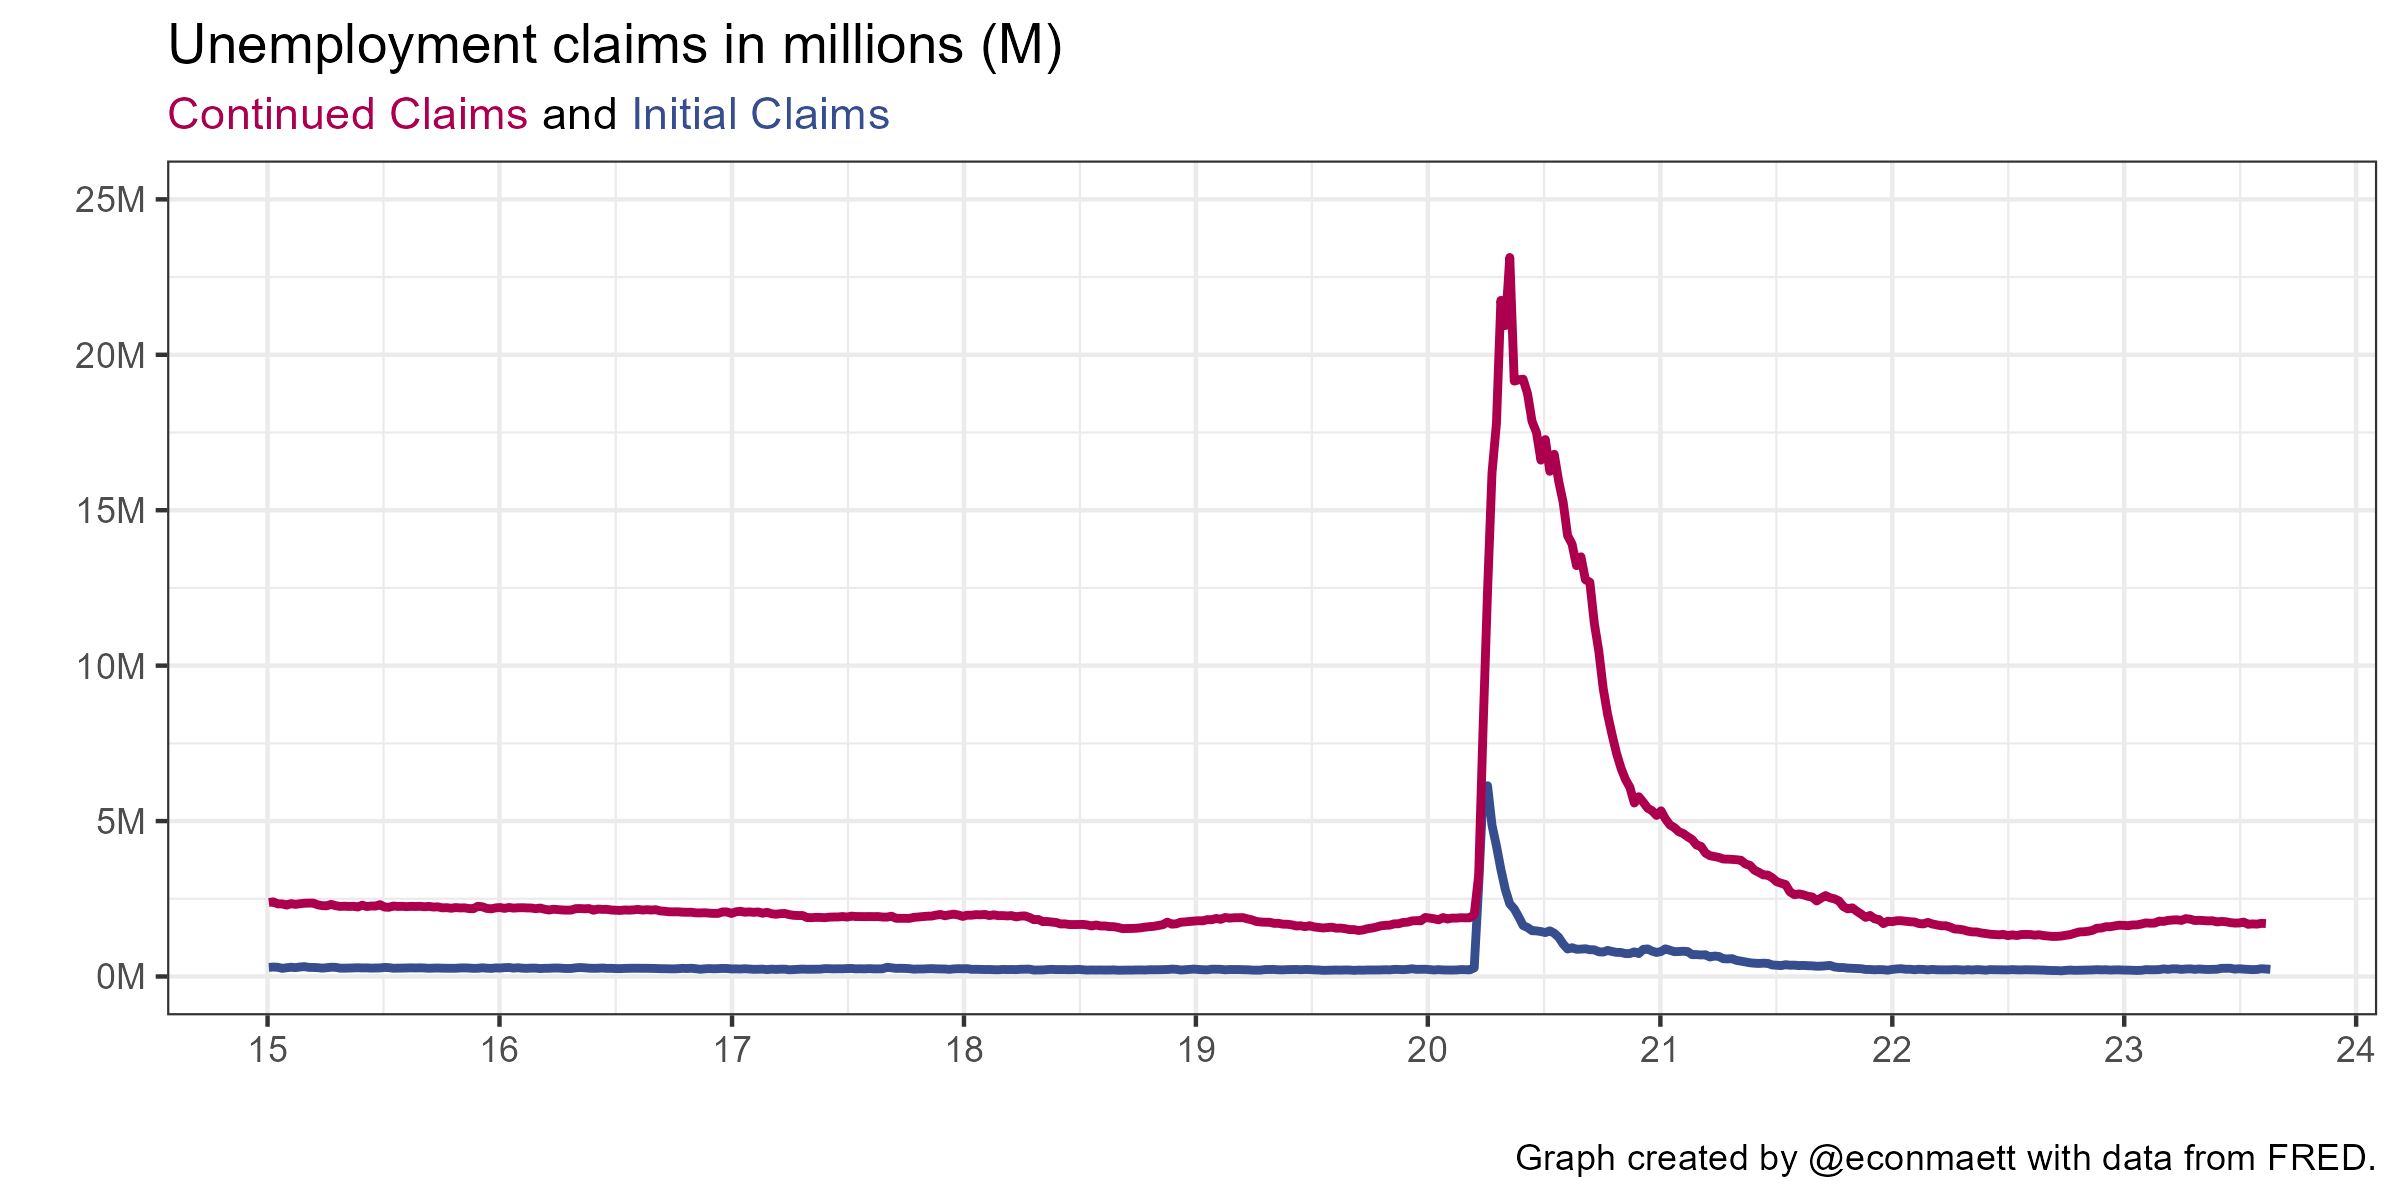 Unemployment claims in millions (M)
Continued Claims and Initial Claims
25M
20M
15M
10M
5M
0M
15 16 17 18 19 20 21 22 23 24
Graph created by @econmaett with data from FRED.